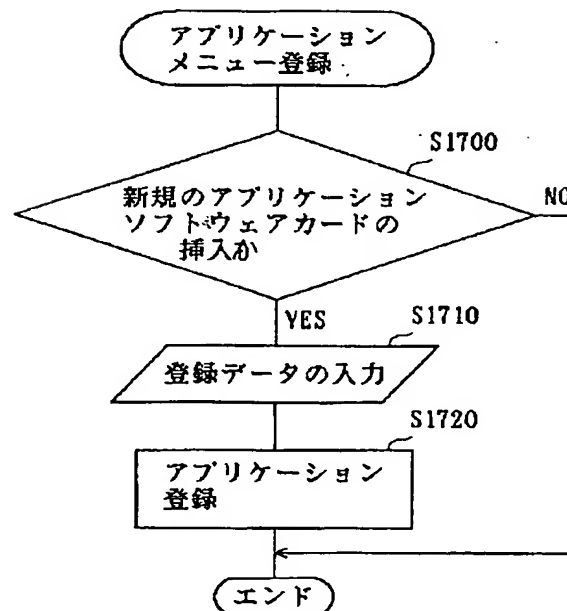 アプリケーション
メニュー登録
S1700
新規のアプリケーション
ソフトウェアカードの
挿入か
NO
YES
S1710
登録データの入力
S1720
アプリケーション
登録
エンド